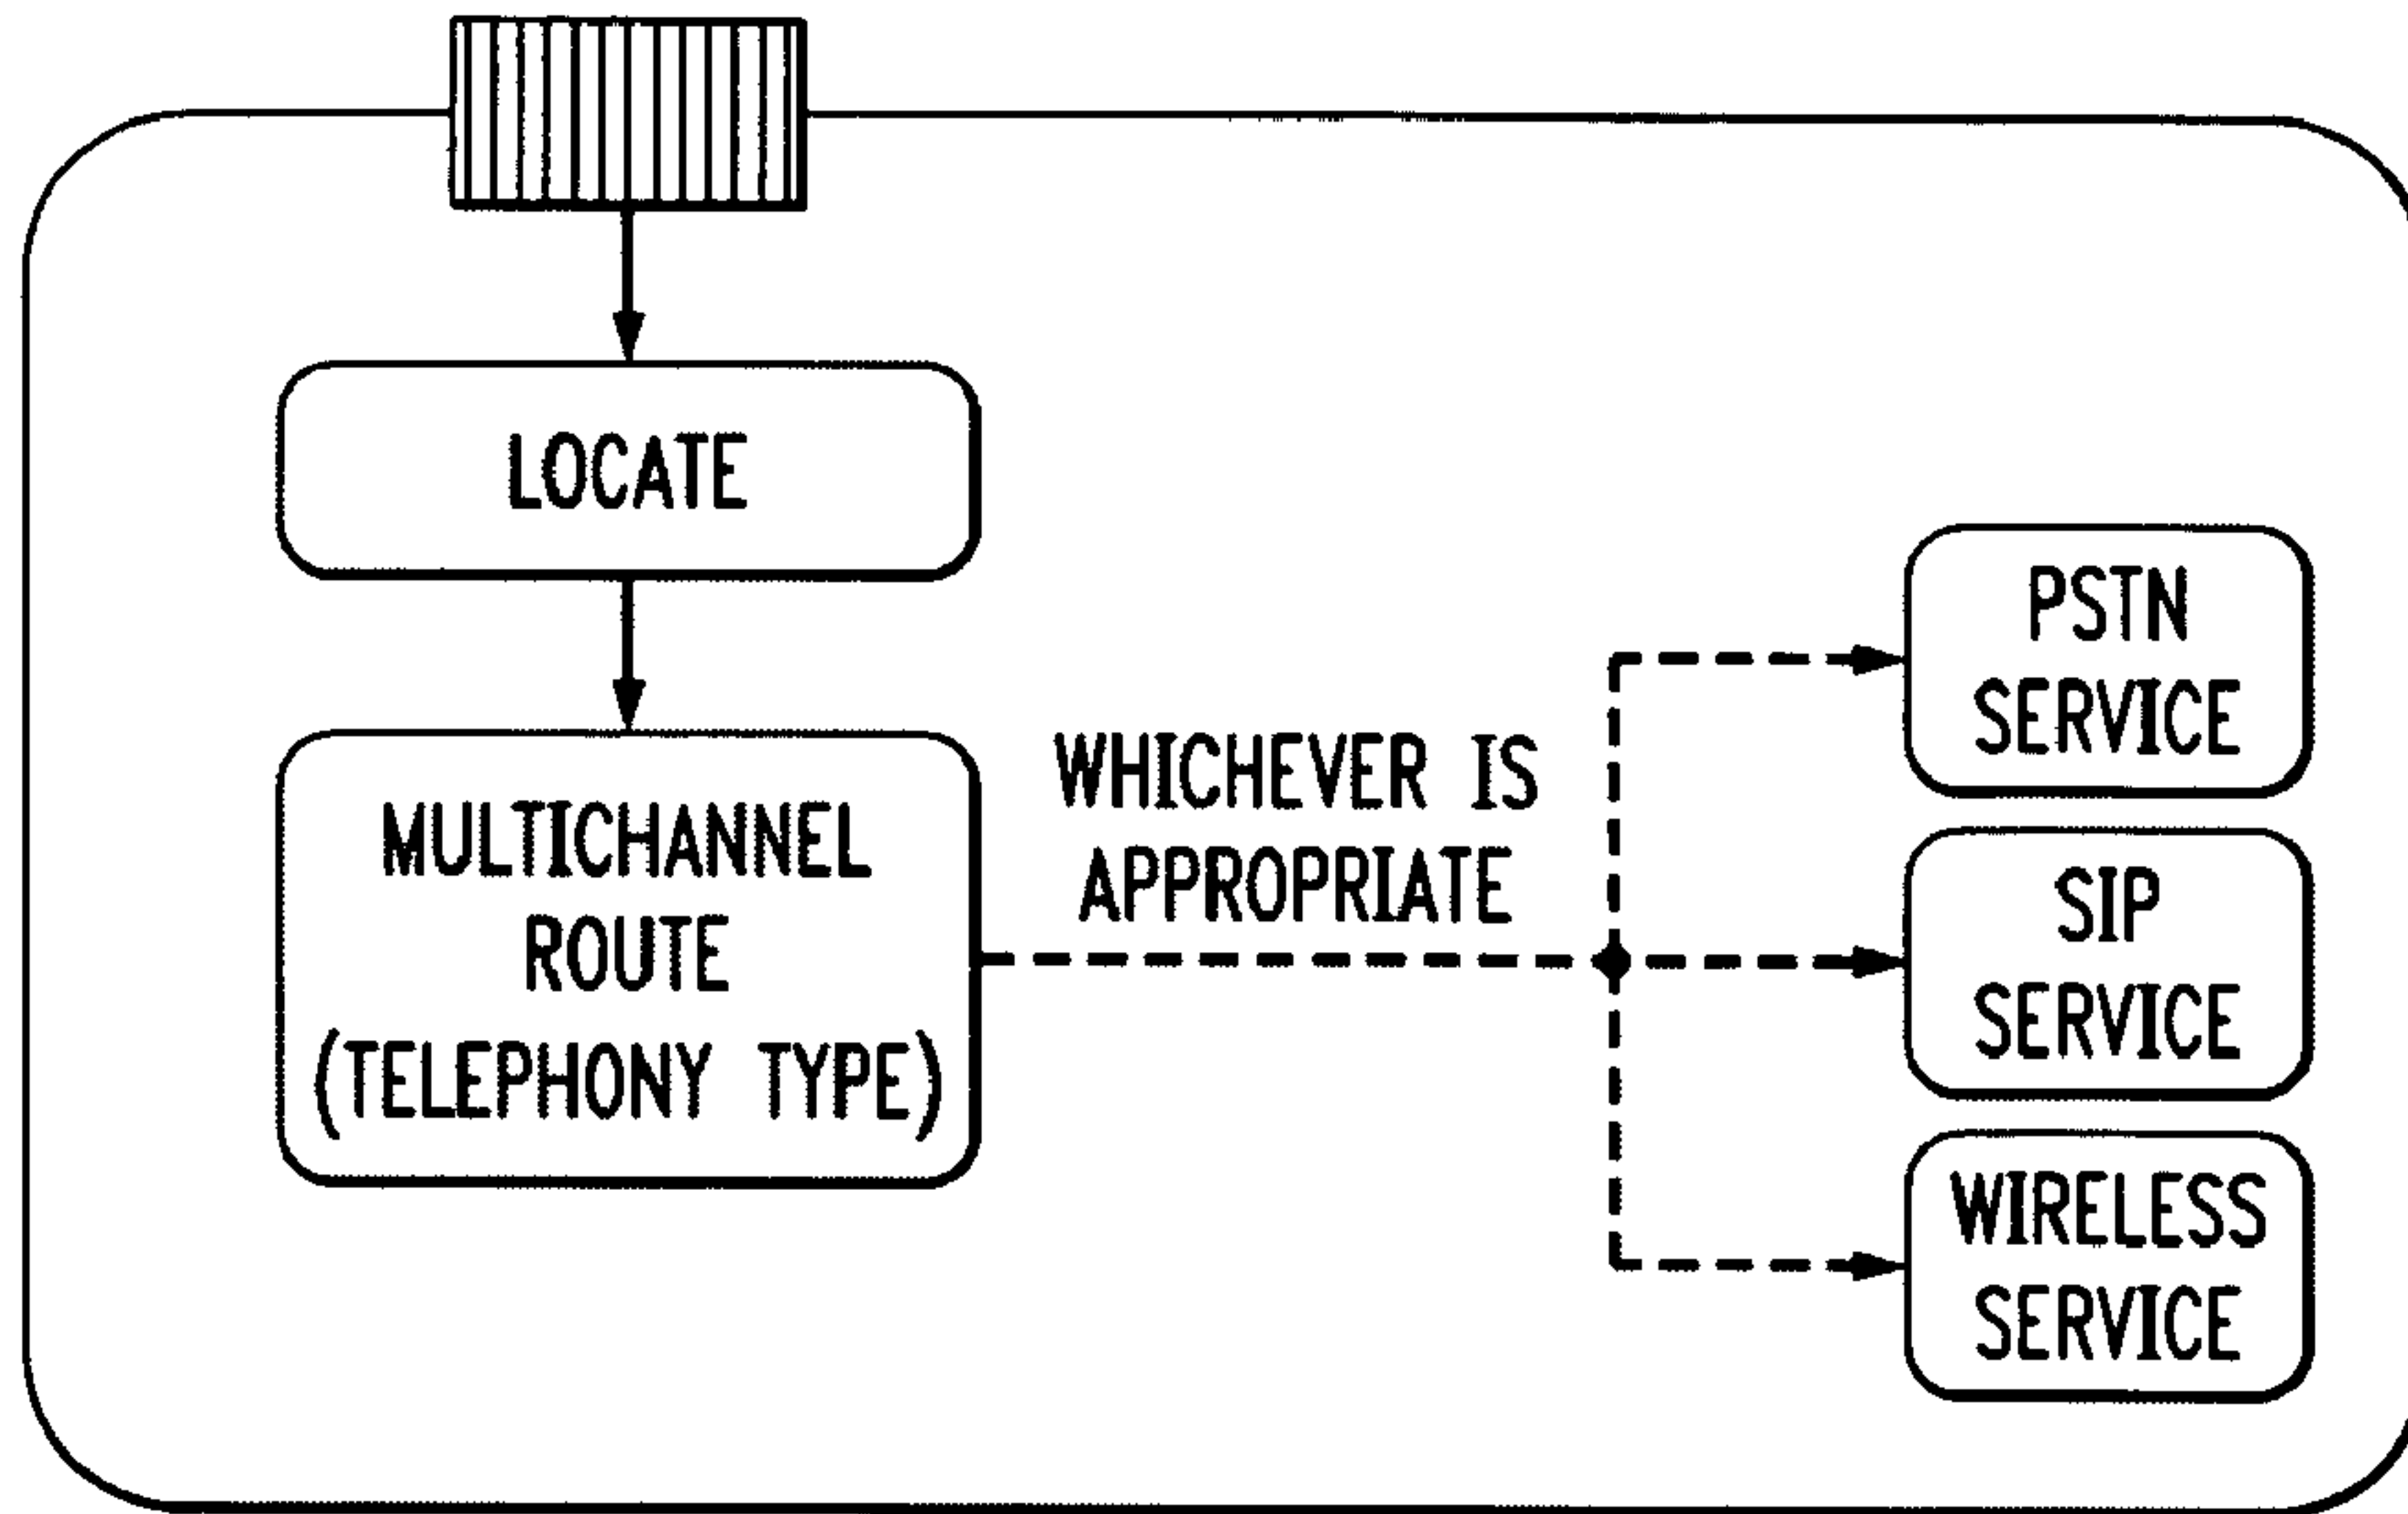 LOCATE
MULTICHANNEL
ROUTE
(TELEPHONY TYPE)
WHICHEVER IS
APPROPRIATE
PSTN
SERVICE
SIP
SERVICE
WIRELESS
SERVICE